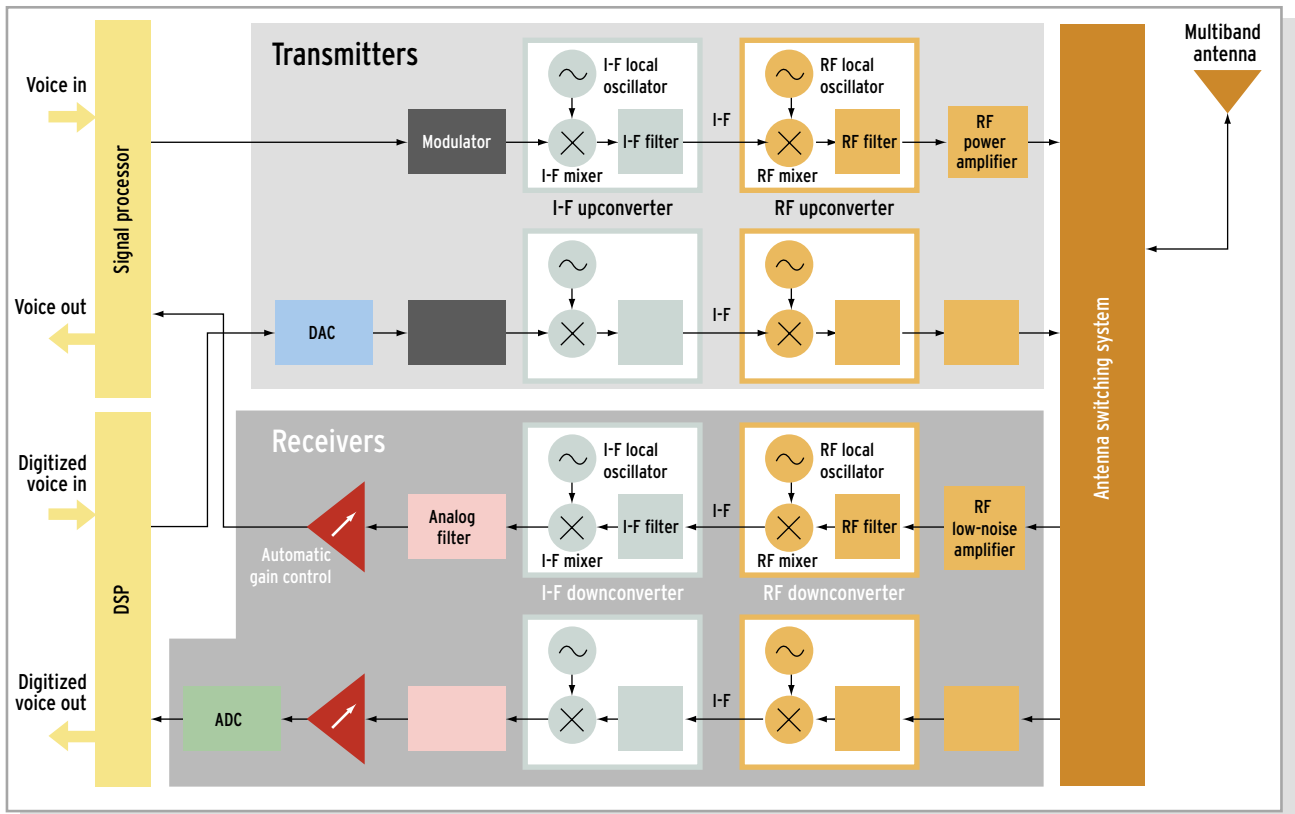 Transmitters
Multiband
antenna
Voice in
Signal processor
Voice out
Modulator
I-F local
oscillator
I-F mixer
I-F filter
I-F upconverter
I-F
RF local
oscillator
RF mixer
RF filter
RF upconverter
RF
power
amplifier
DAC
I-F
Antenna switching system
Receivers
Digitized
voice in
DSP
Digitized
voice out
Automatic
gain control
Analog
filter
I-F local
oscillator
I-F mixer
I-F filter
I-F downconverter
I-F
RF local
oscillator
RF mixer
RF filter
RF downconverter
RF
low-noise
amplifier
ADC
I-F